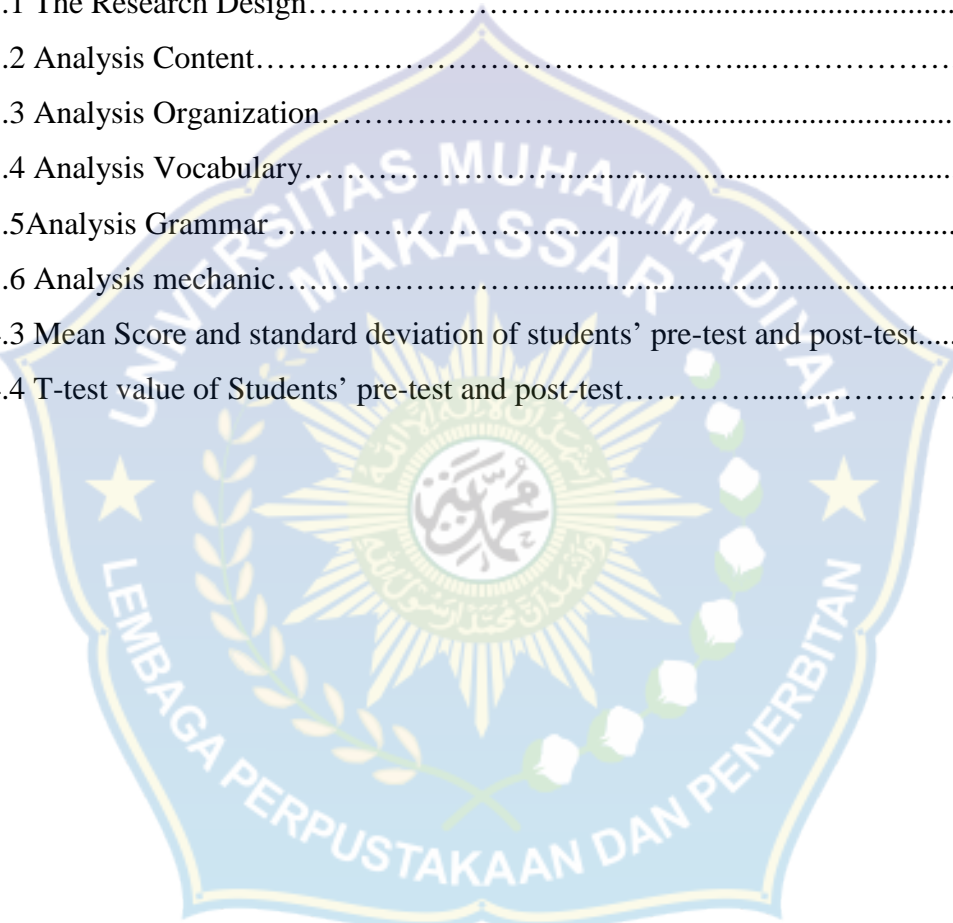 .1 The Research Design……………………...............................................................
.2 Analysis Content…………………………………………...…………………
.3 Analysis Organization……………………...............................................................
.4 Analysis Vocabulary……………………...............................................................
.5Analysis Grammar ……………………...............................................................
.6 Analysis mechanic……………………...............................................................
.3 Mean Score and standard deviation of students’ pre-test and post-test.....
.4 T-test value of Students’ pre-test and post-test…………...........…………
UNIVERSITAS MUHAMMADIYAH
MAKASSAR
LEMBAGA PERPUSTAKAAN DAN PENERBITAN